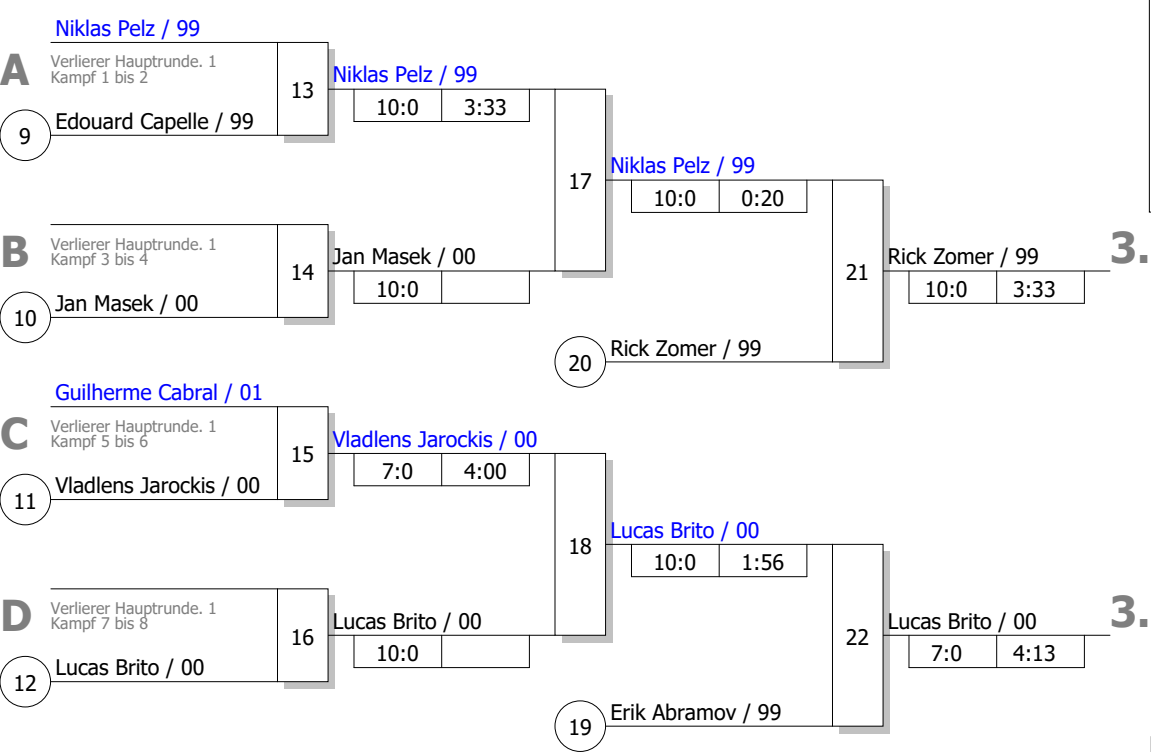 Niklas Pelz / 99
A
Verlierer Hauptrunde. 1
Kampf 1 bis 2
13
Niklas Pelz / 99
10:0 3:33
9
Edouard Capelle / 99
17
Niklas Pelz / 99
10:0 0:20
B
Verlierer Hauptrunde. 1
Kampf 3 bis 4
14
Jan Masek / 00
10:0
10
Jan Masek / 00
21
Rick Zomer / 99
10:0 3:33
3.
20
Rick Zomer / 99
Guilherme Cabral / 01
C
Verlierer Hauptrunde. 1
Kampf 5 bis 6
15
Vladlens Jarockis / 00
7:0 4:00
11
Vladlens Jarockis / 00
18
Lucas Brito / 00
10:0 1:56
D
Verlierer Hauptrunde. 1
Kampf 7 bis 8
16
Lucas Brito / 00
10:0
12
Lucas Brito / 00
22
Lucas Brito / 00
7:0 4:13
3.
19
Erik Abramov / 99